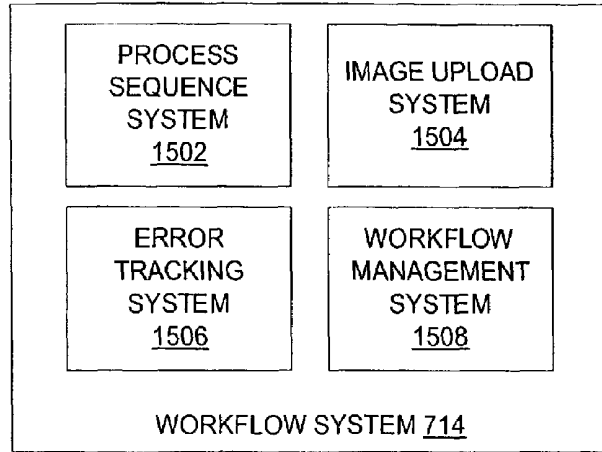 PROCESS
SEQUENCE
SYSTEM
1502
IMAGE UPLOAD
SYSTEM
1504
ERROR
TRACKING
SYSTEM
1506
WORKFLOW
MANAGEMENT
SYSTEM
1508
WORKFLOW SYSTEM 714